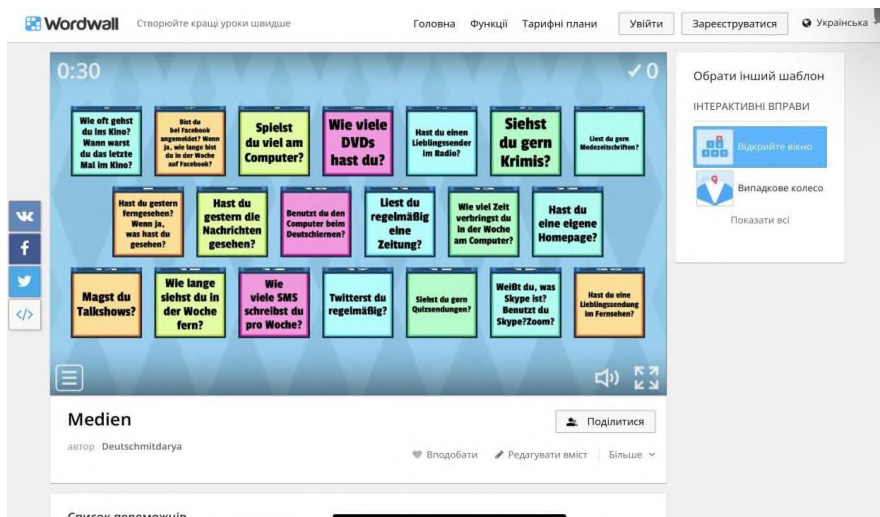 Wordwall Створюйте кращі уроки швидше Головна Функції Тарифні плани Увійти Зареєструватися Українська
0:30
✓ 0
Wie oft gehst
du ins Kino?
Wann warst
du das letzte
Mal im Kino?
Bist du
bei Facebook
angemeldet? Wenn
ja, wie lange bist
du in der Woche
auf Facebook?
Spielst
du viel am
Computer?
Wie viele
DVDs
hast du?
Hast du einen
Lieblingssender
im Radio?
Siehst
du gern
Krimis?
Liest du gern
Modezeitschriften?
Hast du gestern
ferngesehen?
Wenn ja,
was hast du
gesehen?
Hast du
gestern die
Nachrichten
gesehen?
Benutzt du den
Computer beim
Deutschlernen?
Liest du
regelmäßig
eine
Zeitung?
Wie viel Zeit
verbringst du
in der Woche
am Computer?
Hast du
eine eigene
Homepage?
Magst du
Talkshows?
Wie lange
siehst du in
der Woche
fern?
Wie
viele SMS
schreibst du
pro Woche?
Twitterst du
regelmäßig?
Siehst du gern
Quizsendungen?
Weißt du, was
Skype ist?
Benutzt du
Skype?Zoom?
Hast du eine
Lieblingssendung
im Fernsehen?
Обрати інший шаблон
ІНТЕРАКТИВНІ ВПРАВИ
Відкрийте вікно
Випадкове колесо
Показати всі
Medien
Поділитися
автор Deutschmitdarya
Вподобати Редагувати вміст Більше
Список переможців